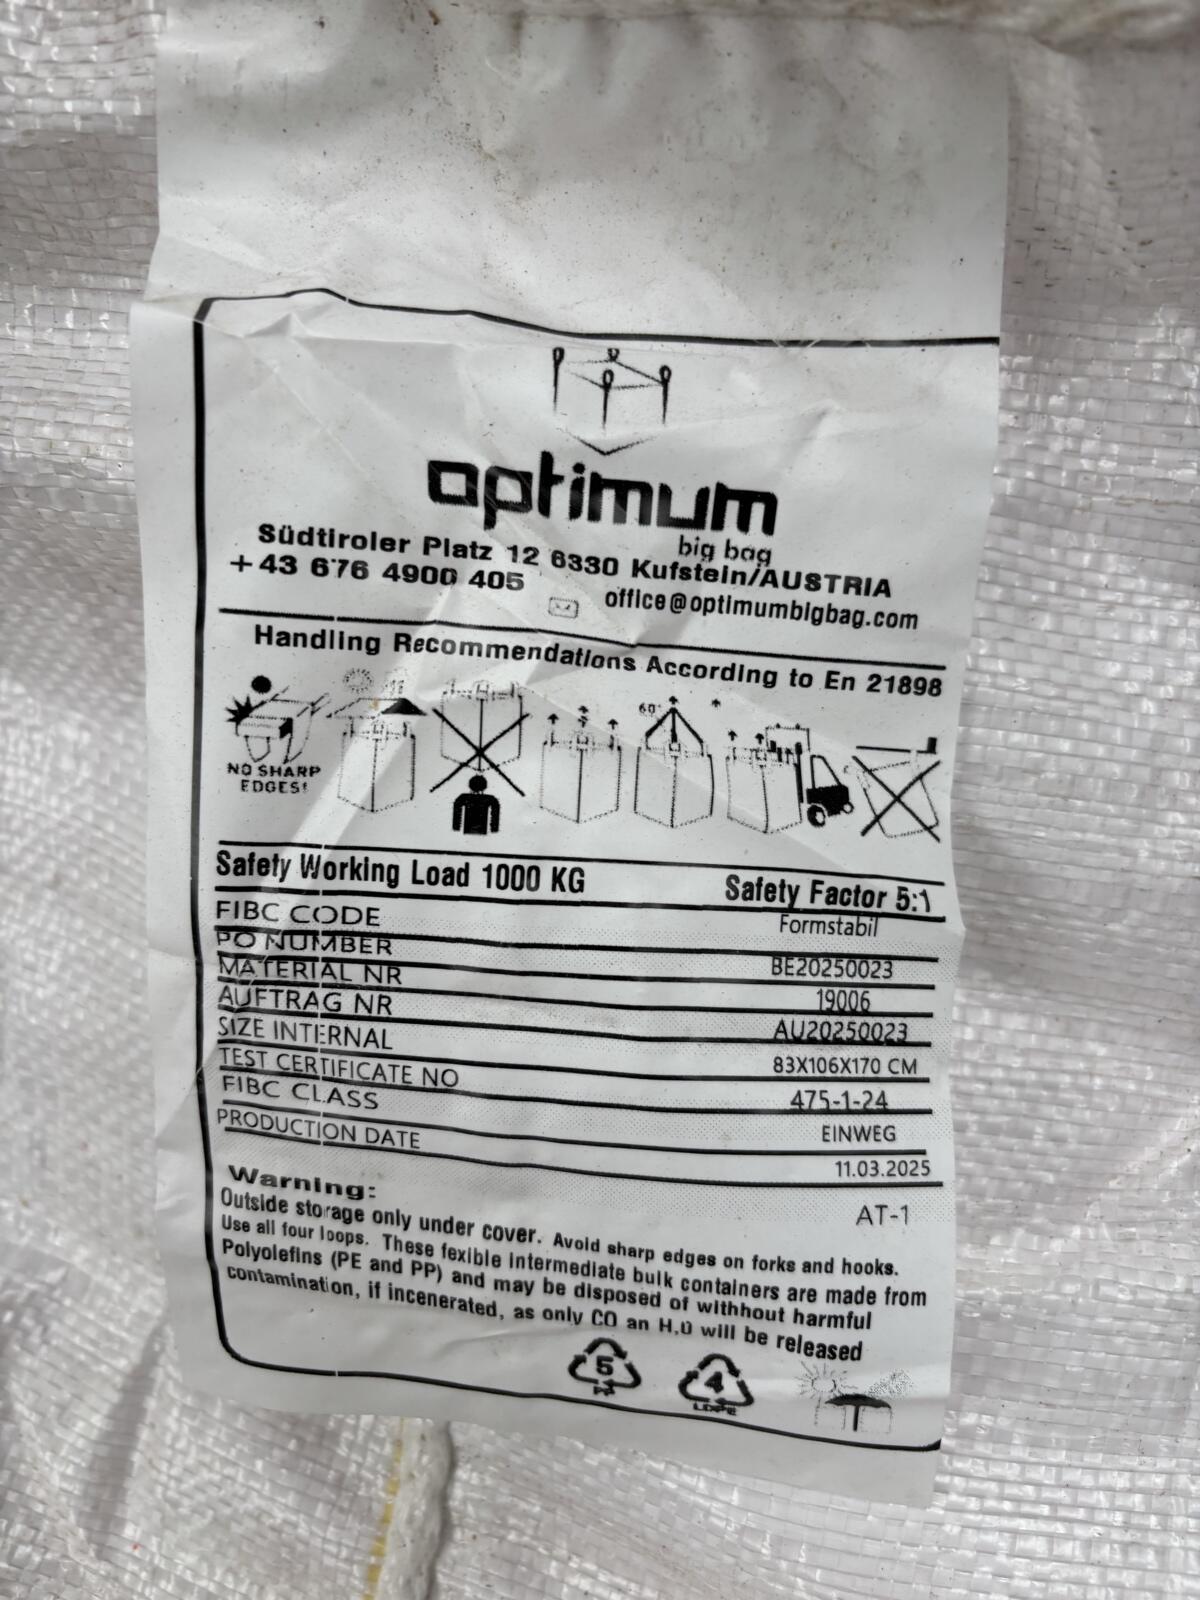 optimum
big bag
Südtiroler Platz 12 6330 Kufstein/AUSTRIA
+43 676 4900 405 office@optimumbigbag.com
Handling Recommendations According to En 21898
60°
NO SHARP
EDGES!
Safety Working Load 1000 KG Safety Factor 5:1
FIBC CODE Formstabil
PO NUMBER BE20250023
MATERIAL NR 19006
AUFTRAG NR AU20250023
SIZE INTERNAL 83X106X170 CM
TEST CERTIFICATE NO 475-1-24
FIBC CLASS EINWEG
PRODUCTION DATE 11.03.2025
AT-1
Warning:
Outside storage only under cover. Avoid sharp edges on forks and hooks.
Use all four loops. These fexible intermediate bulk containers are made from
Polyolefins (PE and PP) and may be disposed of withhout harmful
contamination, if incenerated, as only CO an H,0 will be released
5
PP
4
LDPE